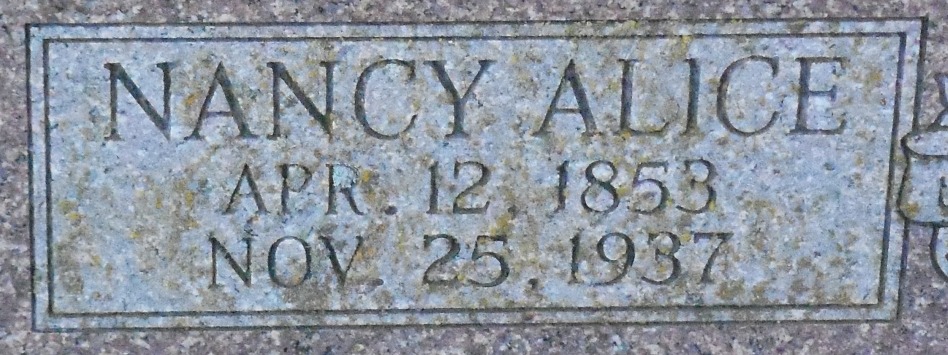 NANCY ALICE
APR. 12, 1853
NOV. 25, 1937